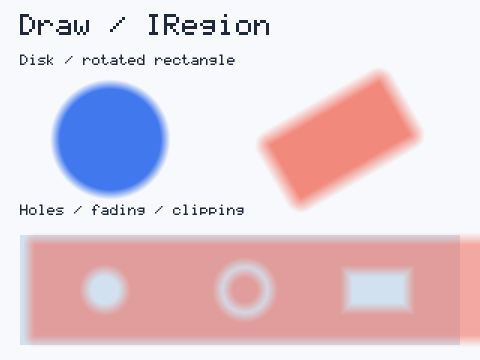 Draw / IRegion
Disk / rotated rectangle
Holes / fading / clipping